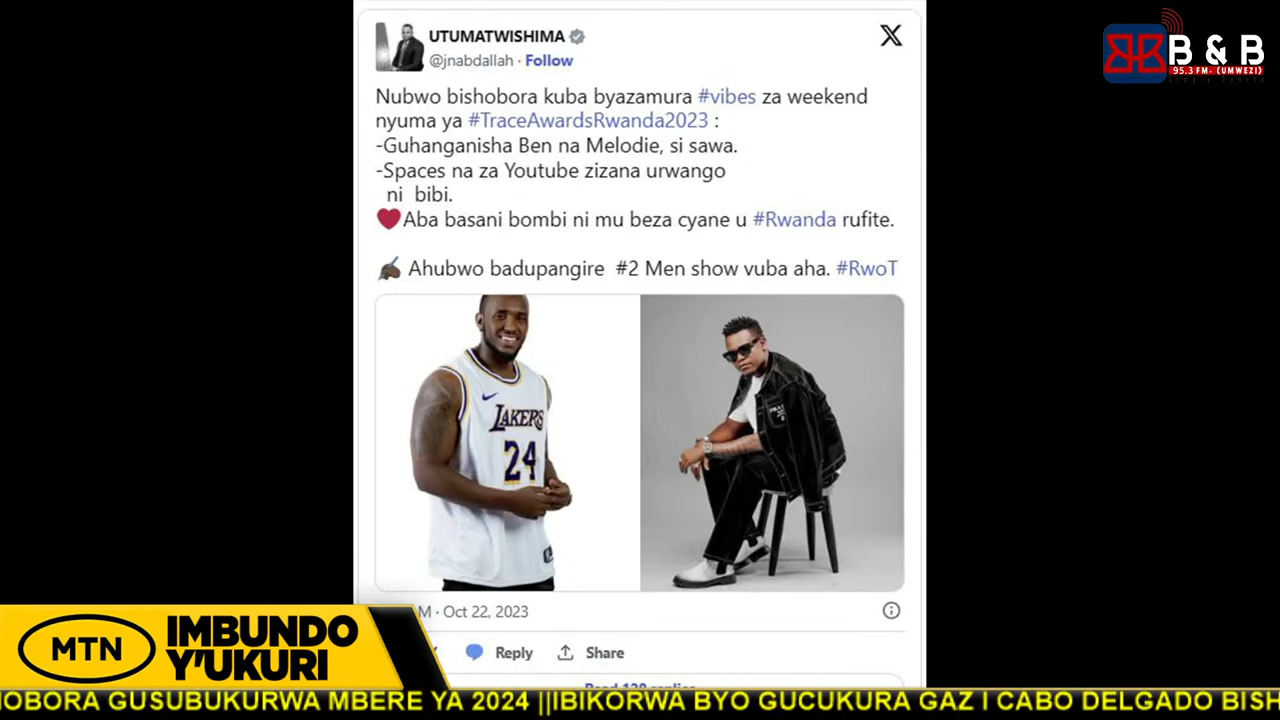 UTUMATWISHIMA
@jnabdallah · Follow
Nubwo bishobora kuba byazamura #vibes za weekend
nyuma ya #TraceAwardsRwanda2023 :
-Guhanganisha Ben na Melodie, si sawa.
-Spaces na za Youtube zizana urwango
ni bibi.
Aba basani bombi ni mu beza cyane u #Rwanda rufite.
Ahubwo badupangire #2 Men show vuba aha. #RwoT
LAKERS
24
M · Oct 22, 2023
Reply Share
B & B
95.3 FM. (UMWEZI)
MTN
IMBUNDO
Y'UKURI
HOBORA GUSUBUKURWA MBERE YA 2024 ||IBIKORWA BYO GUCUKURA GAZ I CABO DELGADO BISH